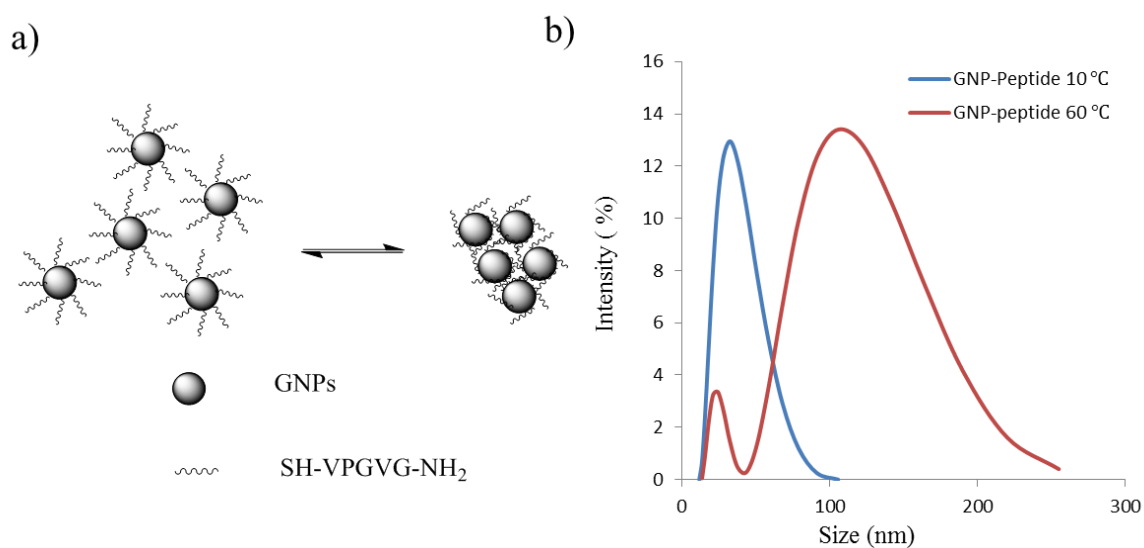 a)
GNPs
SH-VPGVG-NH₂
b)
16
14
12
10
8
6
4
2
0
Intensity ( %)
GNP-Peptide 10 °C
GNP-peptide 60 °C
0 100 200 300
Size (nm)